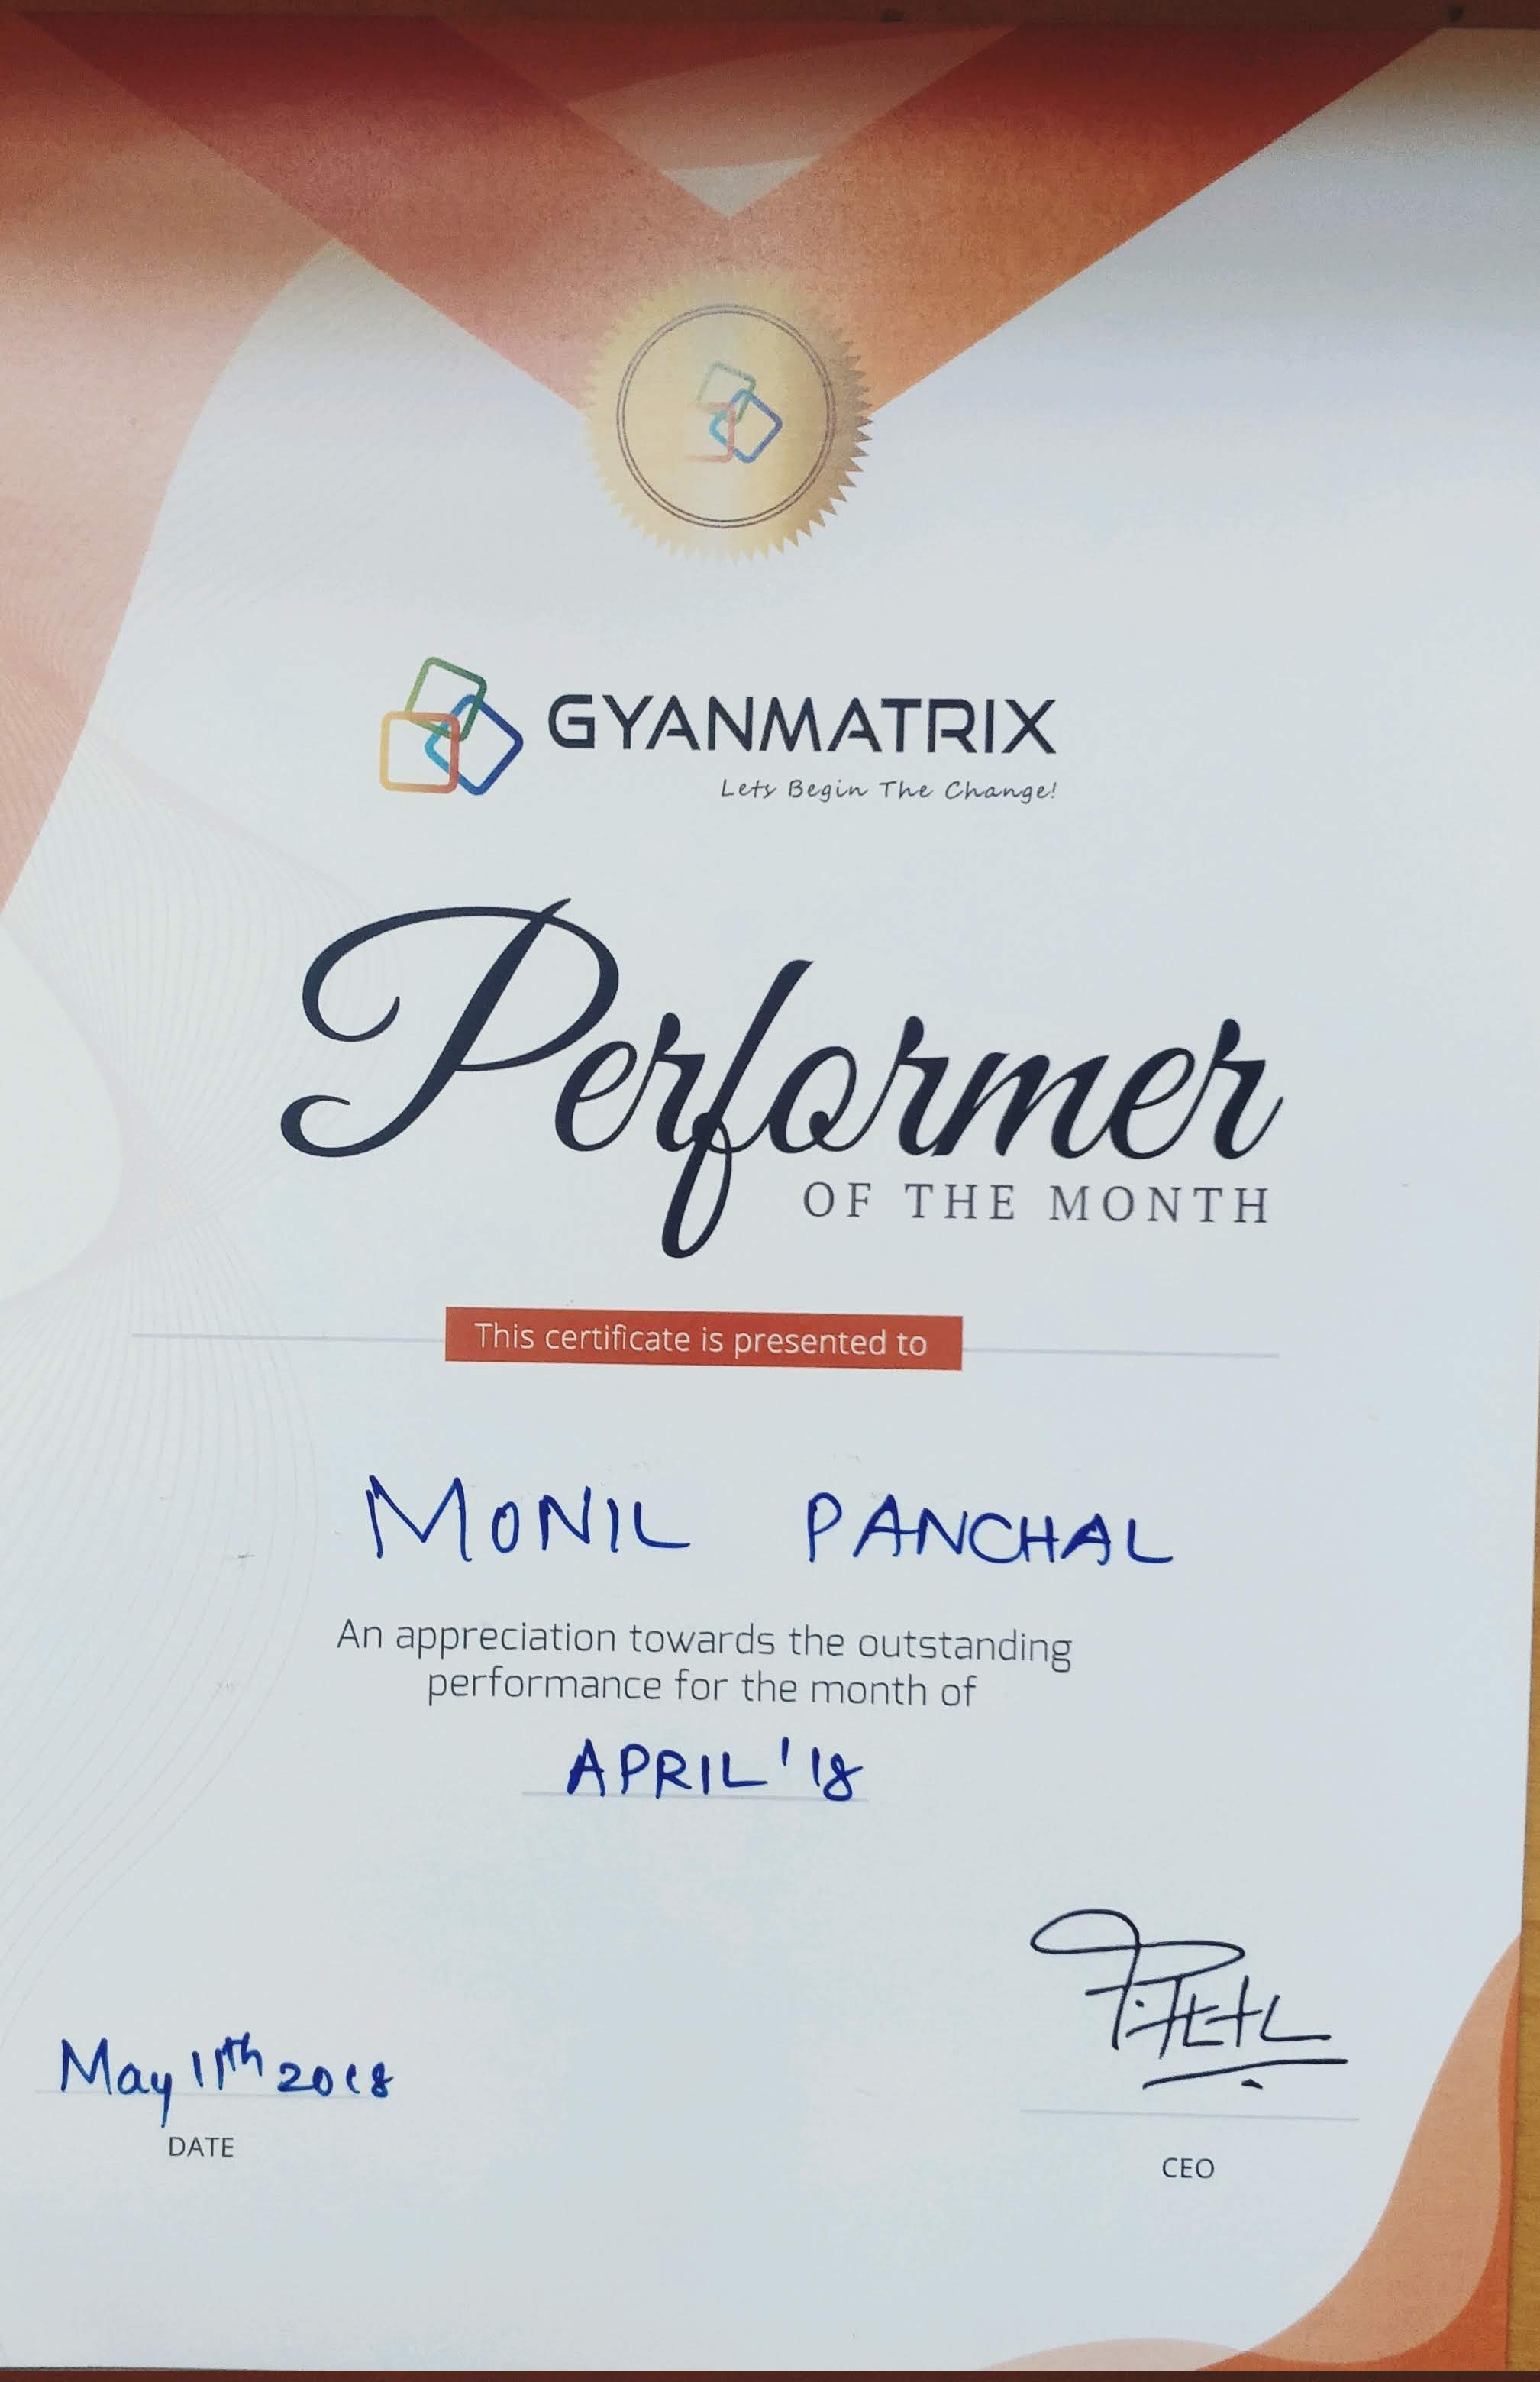 GYANMATRIX
Lets Begin The Change!
Performer
OF THE MONTH
This certificate is presented to
MONIL PANCHAL
An appreciation towards the outstanding
performance for the month of
APRIL '18
May 11th 2018
DATE
CEO